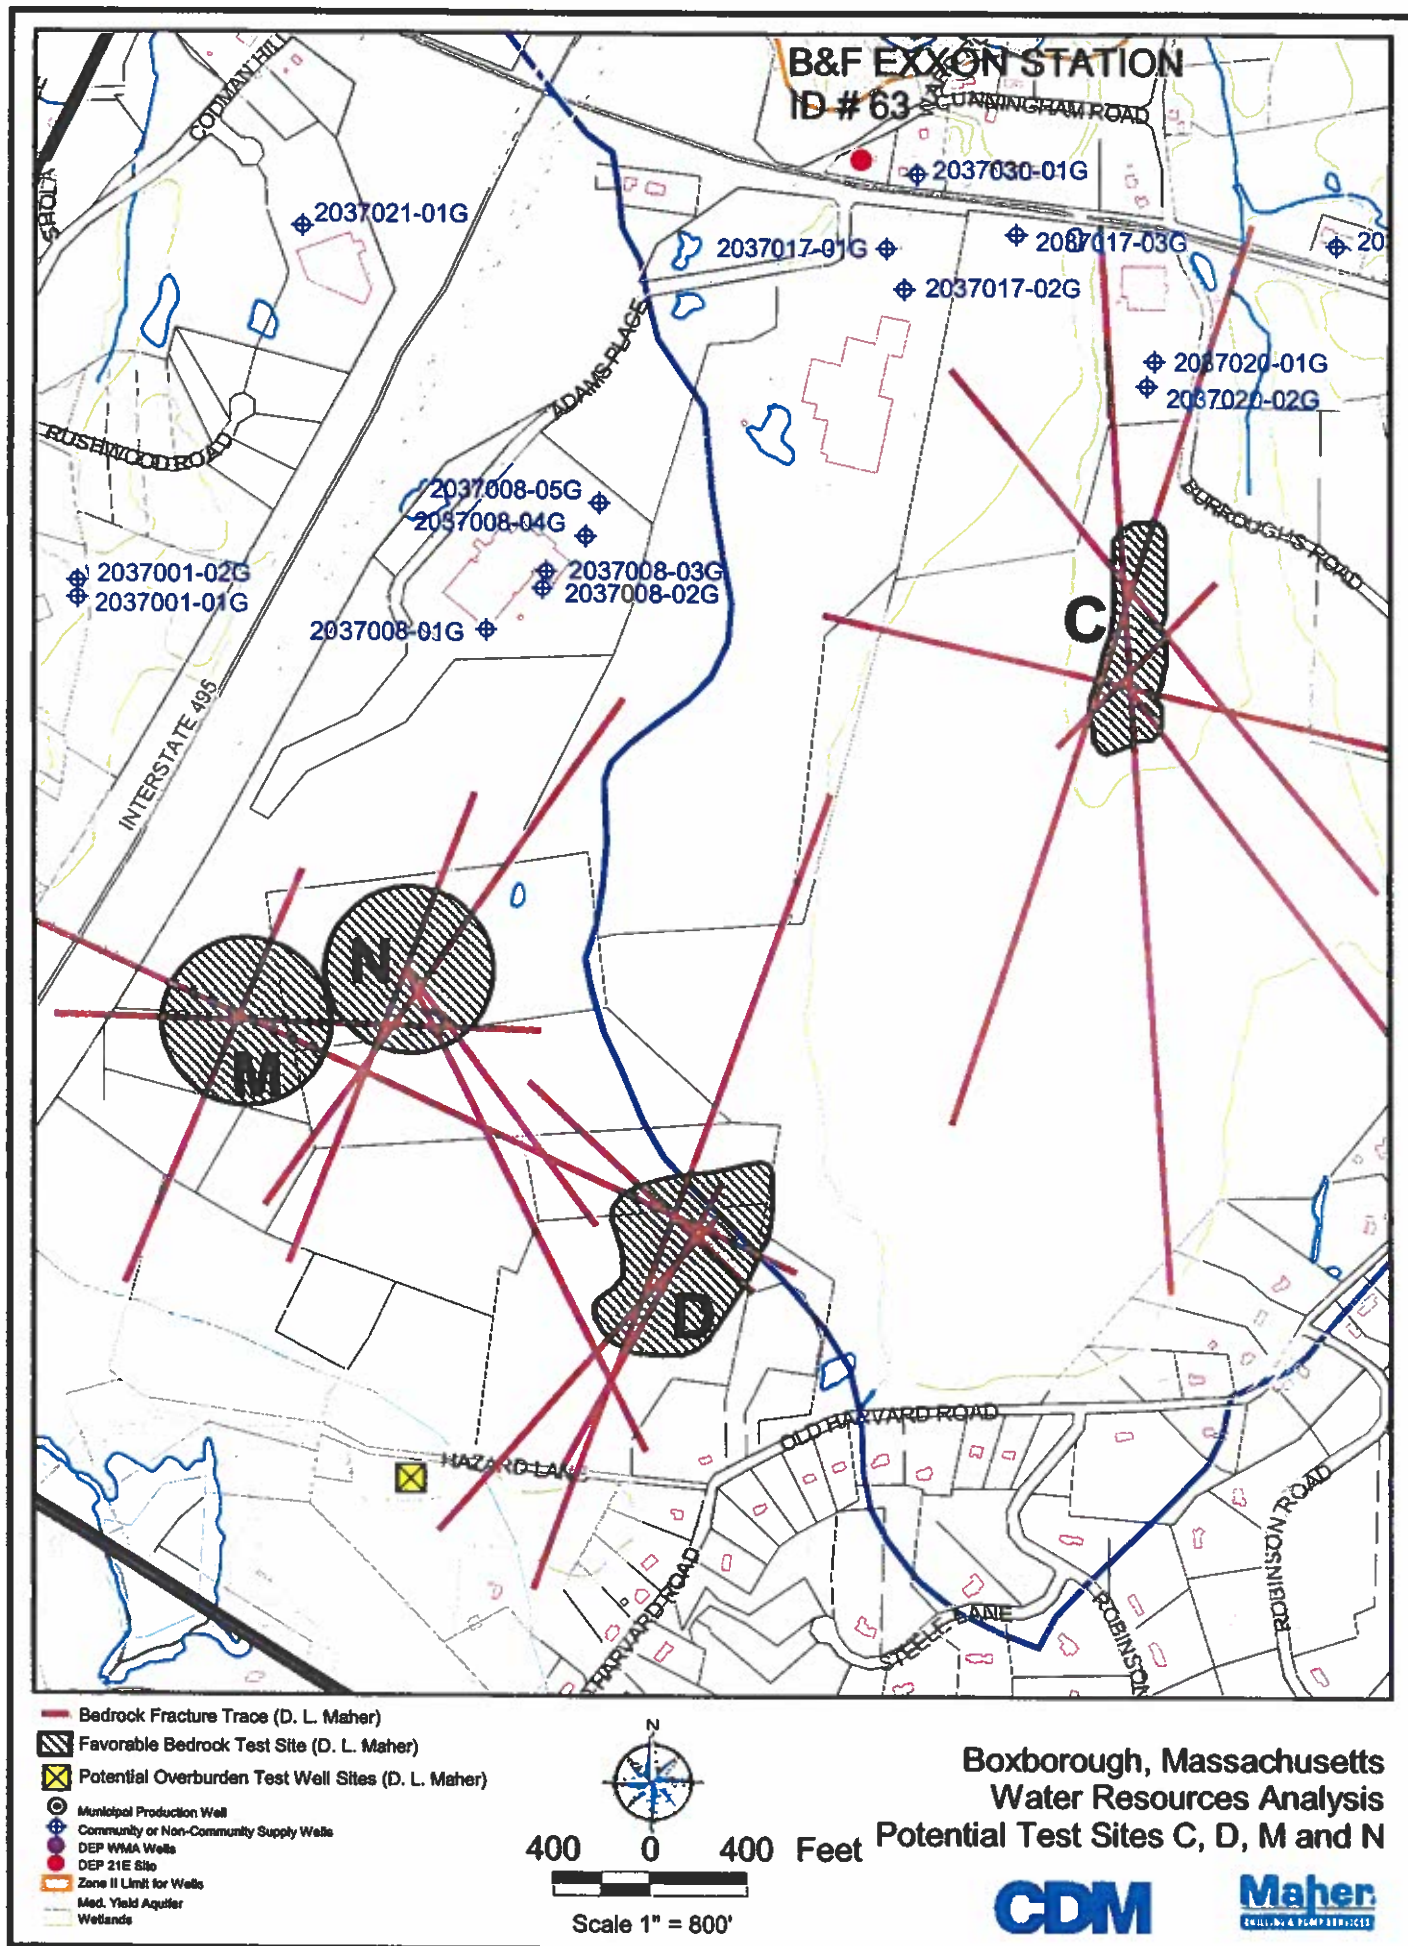 B&F EXXON STATION
ID # 63
CUNNINGHAM ROAD
CODMAN HILL
2037030-01G
2037021-01G
2037017-01G
2037017-03G
20
2037017-02G
ADAMS PLACE
2037020-01G
2037020-02G
RUSHWOOD ROAD
2037008-05G
2037008-04G
BURROUGHS ROAD
2037001-02G
2037008-03G
2037001-01G
2037008-02G
2037008-01G
C
INTERSTATE 495
N
M
D
OLD HARVARD ROAD
HAZARD LANE
ROBINSON ROAD
HARVARD ROAD
STEELE LANE
ROBINSON
Bedrock Fracture Trace (D. L. Maher)
Favorable Bedrock Test Site (D. L. Maher)
Potential Overburden Test Well Sites (D. L. Maher)
Municipal Production Well
Community or Non-Community Supply Wells
DEP WMA Wells
DEP 21E Site
Zone II Limit for Wells
Med. Yield Aquifer
Wetlands
N
400 0 400 Feet
Scale 1" = 800'
Boxborough, Massachusetts
Water Resources Analysis
Potential Test Sites C, D, M and N
CDM
Maher
DRILLING & PUMP SERVICES